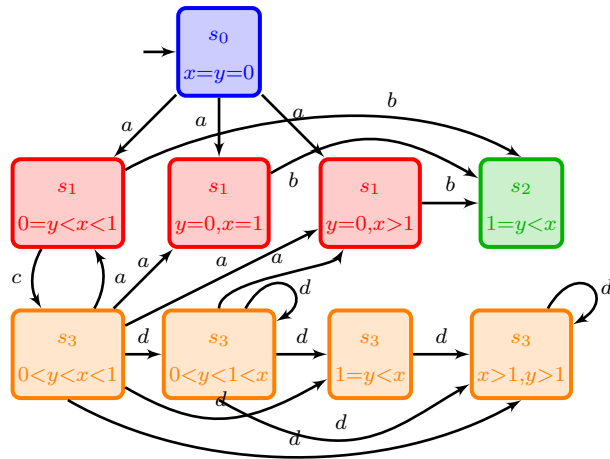 s₀
x=y=0
a
a
a
b
s₁
0=y<x<1
s₁
y=0,x=1
b
s₁
y=0,x>1
b
s₂
1=y<x
c
a
a
a
a
d
d
s₃
0<y<x<1
d
s₃
0<y<1<x
d
s₃
1=y<x
d
s₃
x>1,y>1
d
d
d